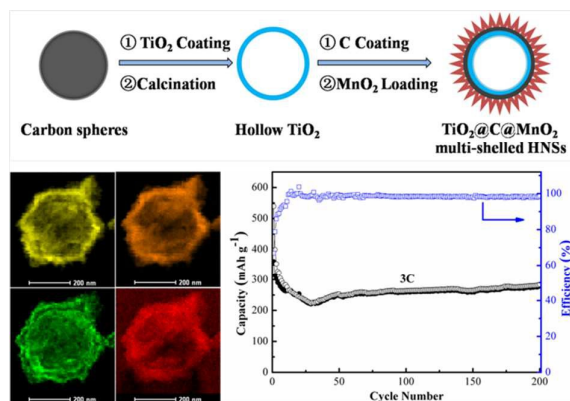 ① TiO₂ Coating
②Calcination
① C Coating
② MnO₂ Loading
Carbon spheres
Hollow TiO₂
TiO₂@C@MnO₂
multi-shelled HNSs
200 nm
200 nm
200 nm
200 nm
Capacity (mAh g⁻¹)
600
500
400
300
200
100
0
3C
100
80
60
40
20
0
Efficiency (%)
0 50 100 150 200
Cycle Number